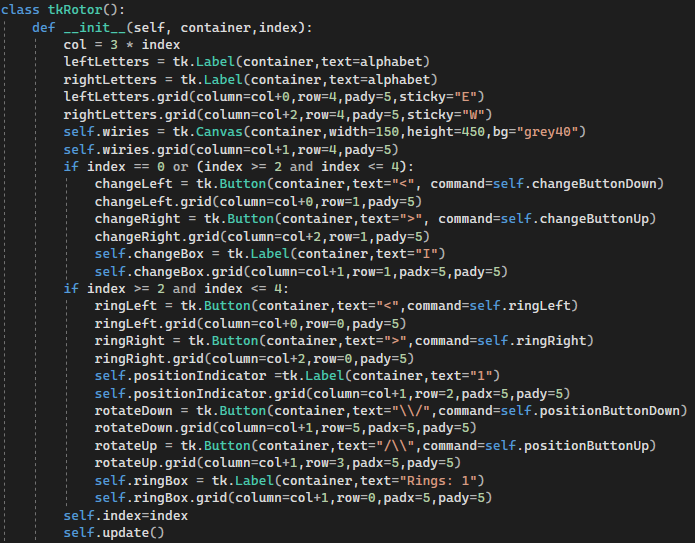 class tkRotor():
    def __init__(self, container,index):
        col = 3 * index
        leftLetters = tk.Label(container,text=alphabet)
        rightLetters = tk.Label(container,text=alphabet)
        leftLetters.grid(column=col+0,row=4,pady=5,sticky="E")
        rightLetters.grid(column=col+2,row=4,pady=5,sticky="W")
        self.wiries = tk.Canvas(container,width=150,height=450,bg="grey40")
        self.wiries.grid(column=col+1,row=4,pady=5)
        if index == 0 or (index >= 2 and index <= 4):
            changeLeft = tk.Button(container,text="<", command=self.changeButtonDown)
            changeLeft.grid(column=col+0,row=1,pady=5)
            changeRight = tk.Button(container,text=">", command=self.changeButtonUp)
            changeRight.grid(column=col+2,row=1,pady=5)
            self.changeBox = tk.Label(container,text="I")
            self.changeBox.grid(column=col+1,row=1,padx=5,pady=5)
        if index >= 2 and index <= 4:
            ringLeft = tk.Button(container,text="<",command=self.ringLeft)
            ringLeft.grid(column=col+0,row=0,pady=5)
            ringRight = tk.Button(container,text=">",command=self.ringRight)
            ringRight.grid(column=col+2,row=0,pady=5)
            self.positionIndicator =tk.Label(container,text="1")
            self.positionIndicator.grid(column=col+1,row=2,padx=5,pady=5)
            rotateDown = tk.Button(container,text="\\/",command=self.positionButtonDown)
            rotateDown.grid(column=col+1,row=5,padx=5,pady=5)
            rotateUp = tk.Button(container,text="/\\",command=self.positionButtonUp)
            rotateUp.grid(column=col+1,row=3,padx=5,pady=5)
            self.ringBox = tk.Label(container,text="Rings: 1")
            self.ringBox.grid(column=col+1,row=0,padx=5,pady=5)
        self.index=index
        self.update()